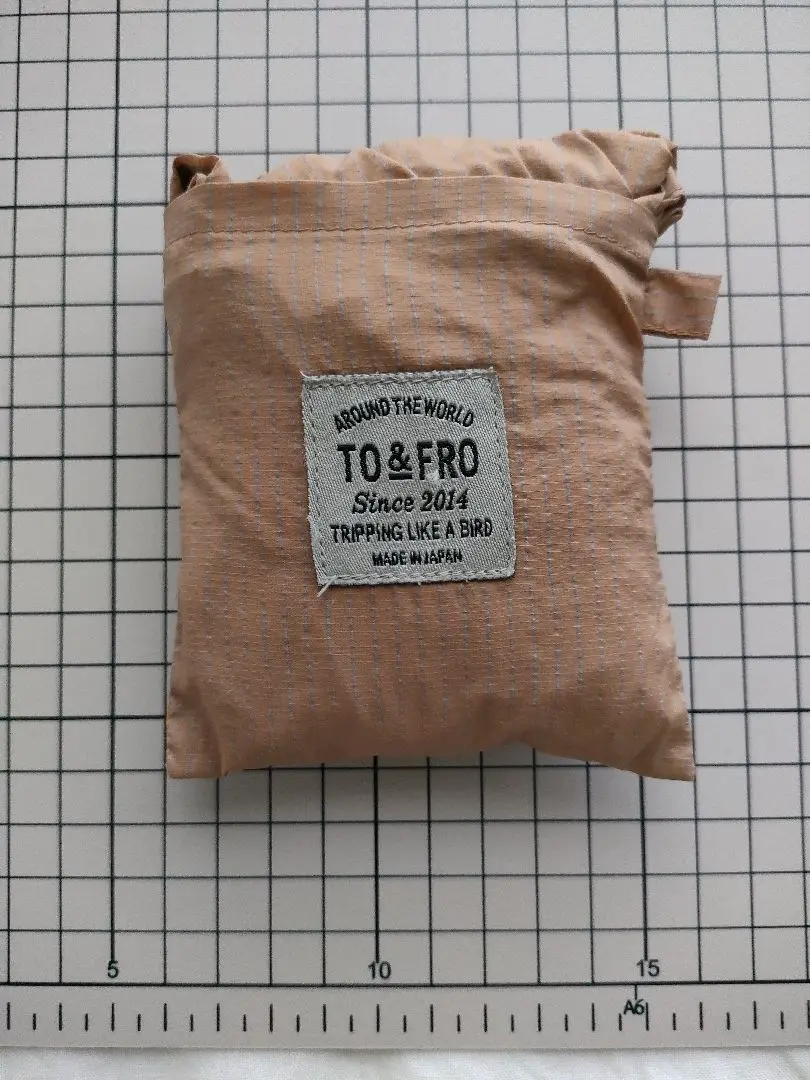 AROUND THE WORLD
TO & FRO
Since 2014
TRIPPING LIKE A BIRD
MADE IN JAPAN
5 10 15
A6